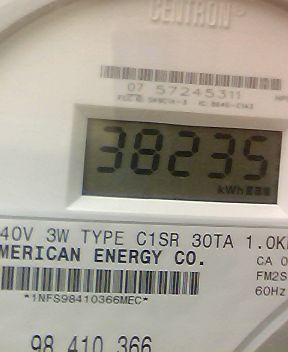 CENTRON®
07 57245311
38235
kWh
40V 3W TYPE C1SR 30TA 1.0K
MERICAN ENERGY CO.
CA 0
FM2S
60Hz
*1NFS98410366MEC*
98 410 366